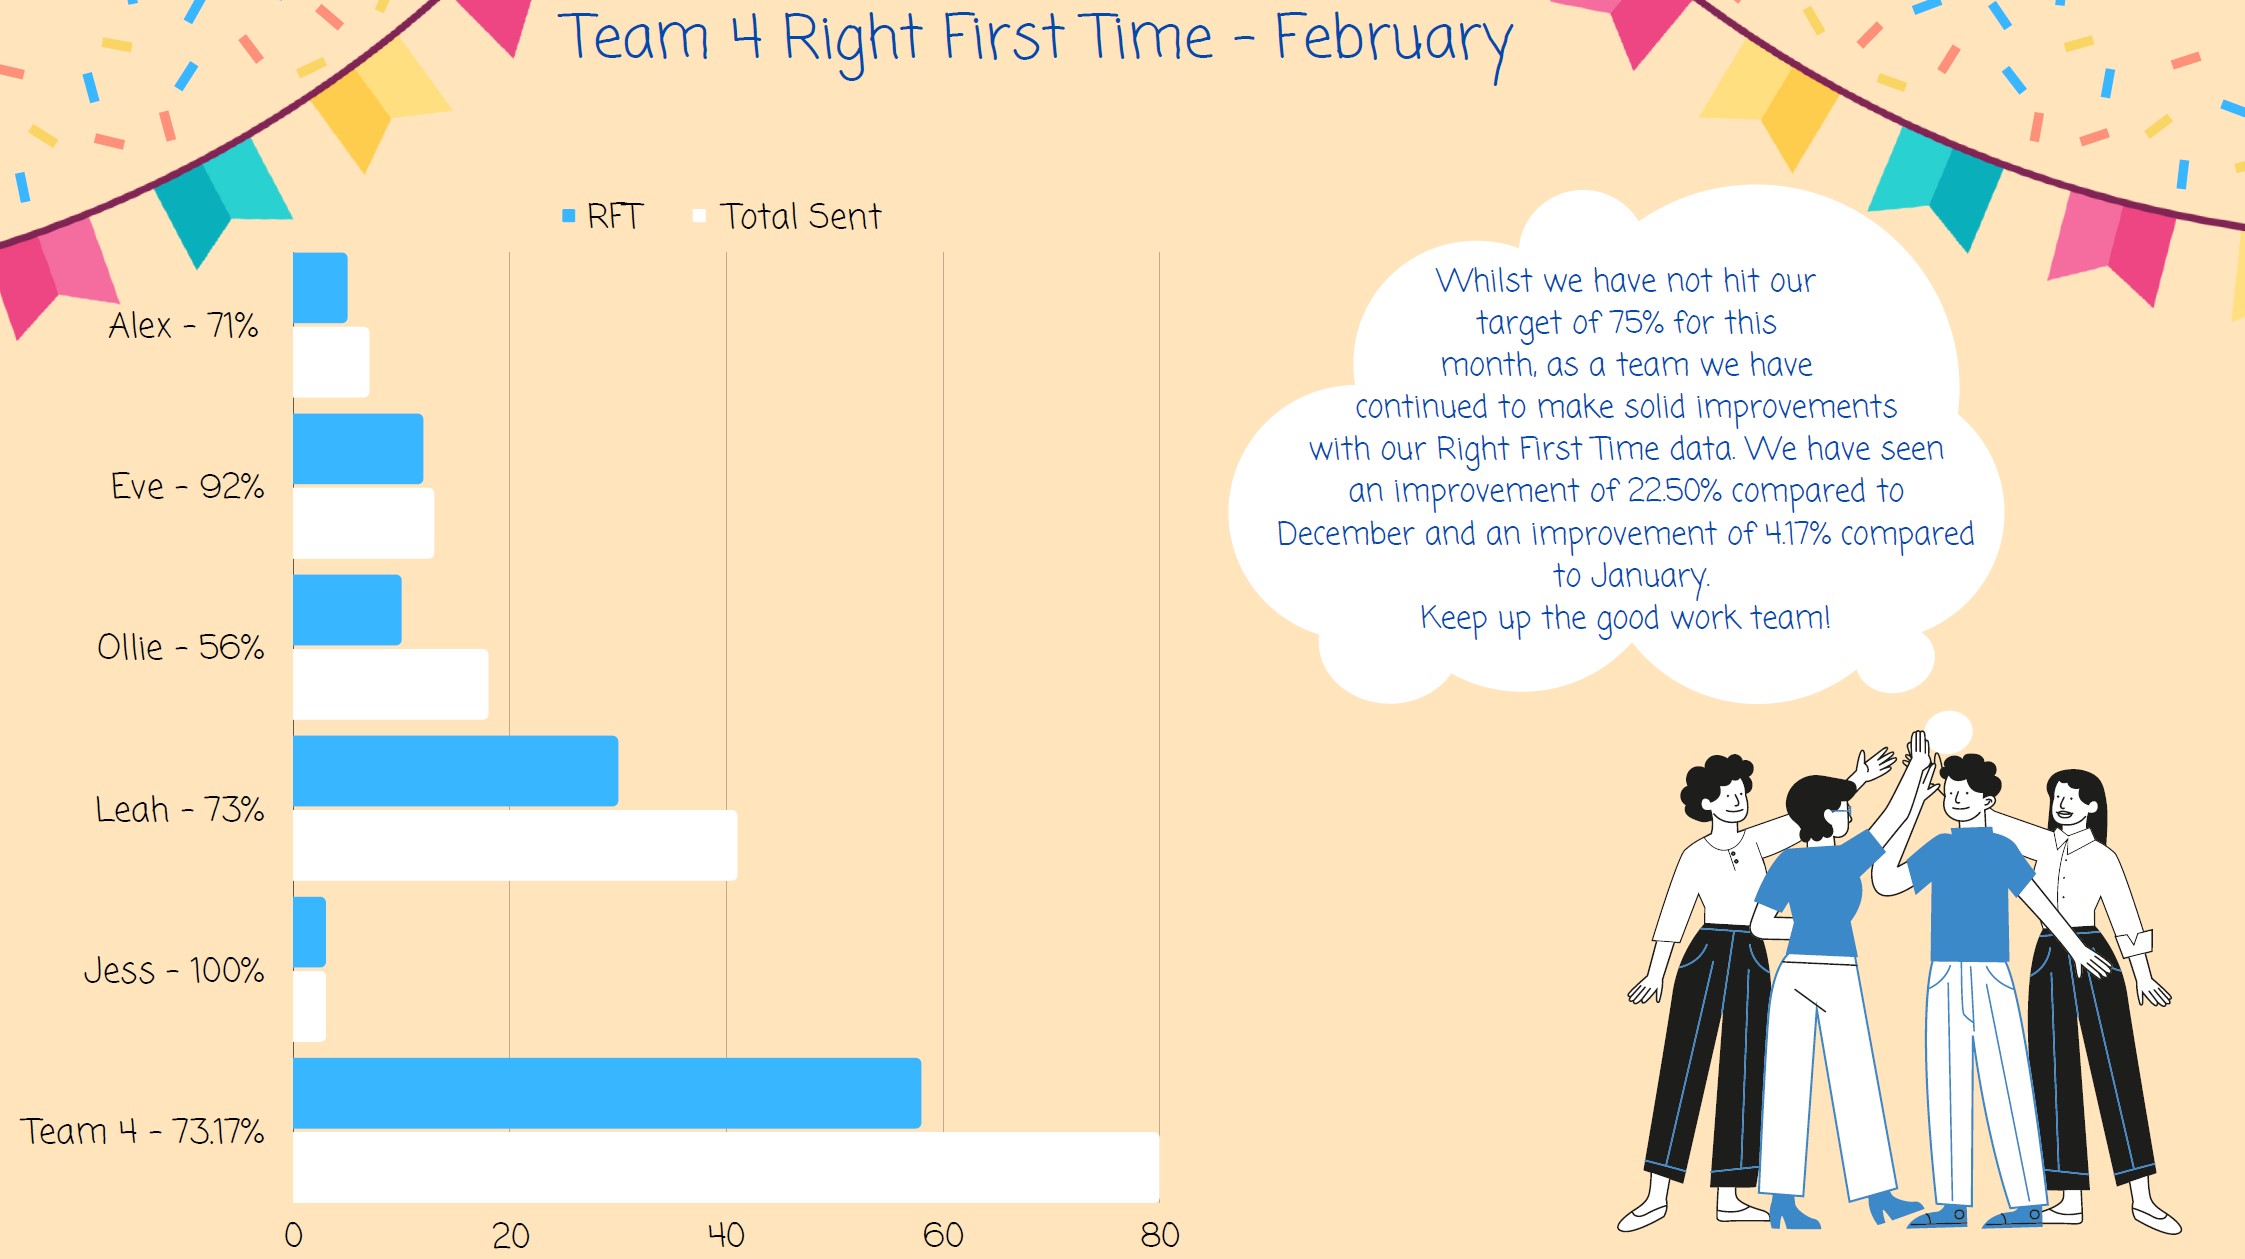 Team 4 Right First Time - February
RFT
Total Sent
Alex - 71%
Eve - 92%
Ollie - 56%
Leah - 73%
Jess - 100%
Team 4 - 73.17%
0
20
40
60
80
Whilst we have not hit our
target of 75% for this
month, as a team we have
continued to make solid improvements
with our Right First Time data. We have seen
an improvement of 22.50% compared to
December and an improvement of 4.17% compared
to January.
Keep up the good work team!